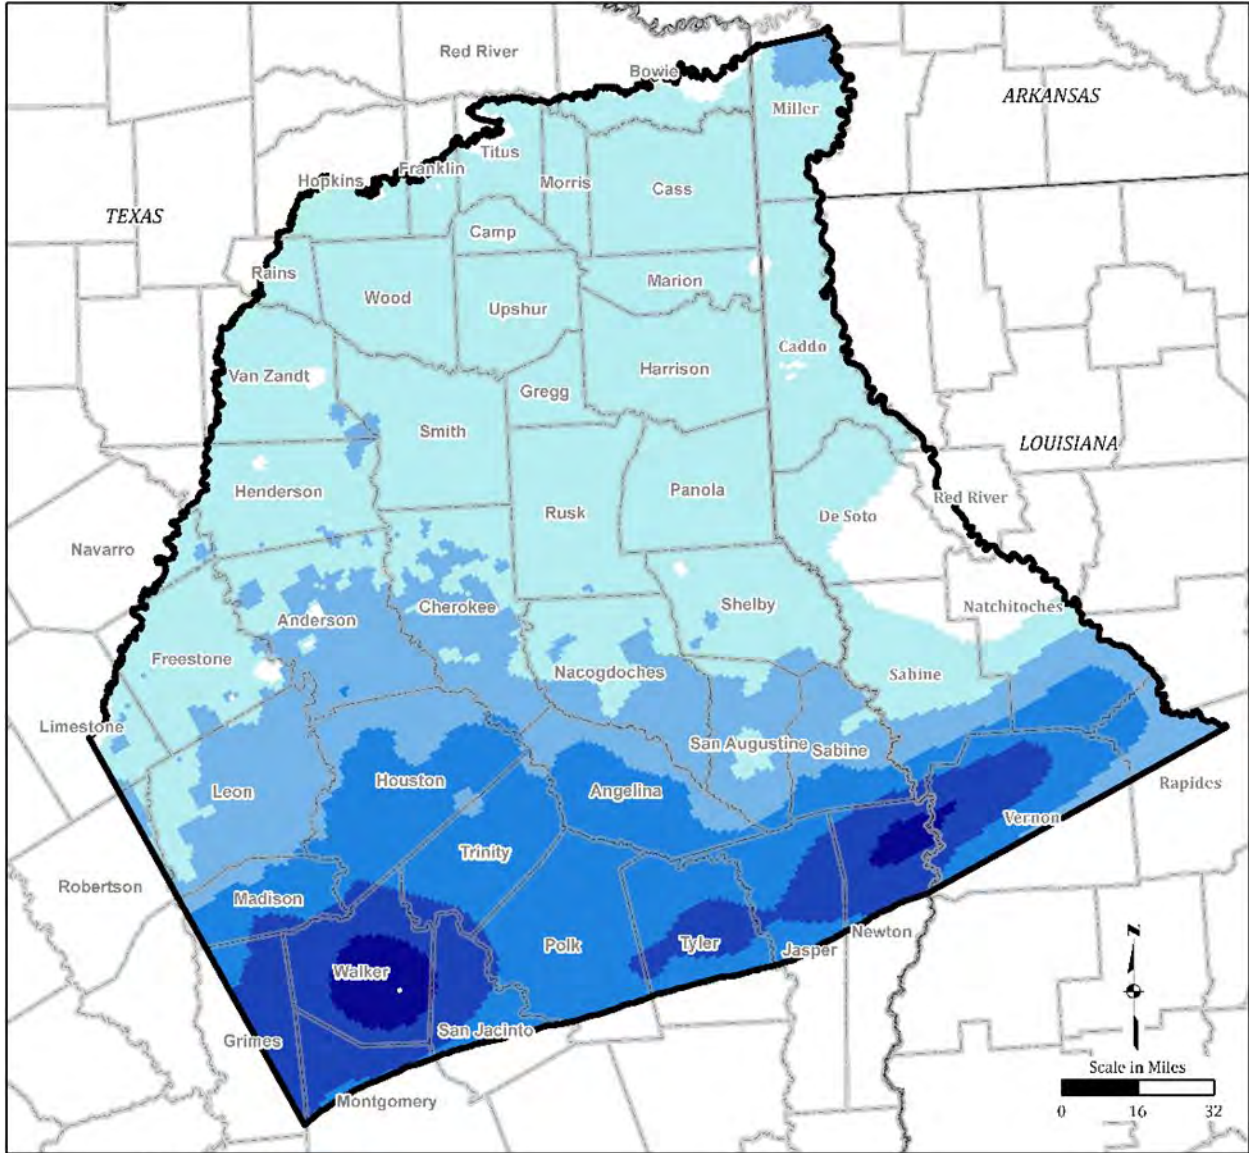 Red River
Bowie
ARKANSAS
Miller
Titus
Franklin
Hopkins
Morris
Cass
TEXAS
Camp
Rains
Marion
Wood
Upshur
Caddo
Van Zandt
Harrison
Gregg
Smith
LOUISIANA
Henderson
Panola
Red River
Rusk
De Soto
Navarro
Shelby
Natchitoches
Cherokee
Anderson
Freestone
Nacogdoches
Sabine
Limestone
San Augustine
Sabine
Houston
Angelina
Leon
Rapides
Vernon
Trinity
Robertson
Madison
Newton
Polk
Tyler
Jasper
N
Walker
San Jacinto
Grimes
Scale in Miles
Montgomery
0 16 32